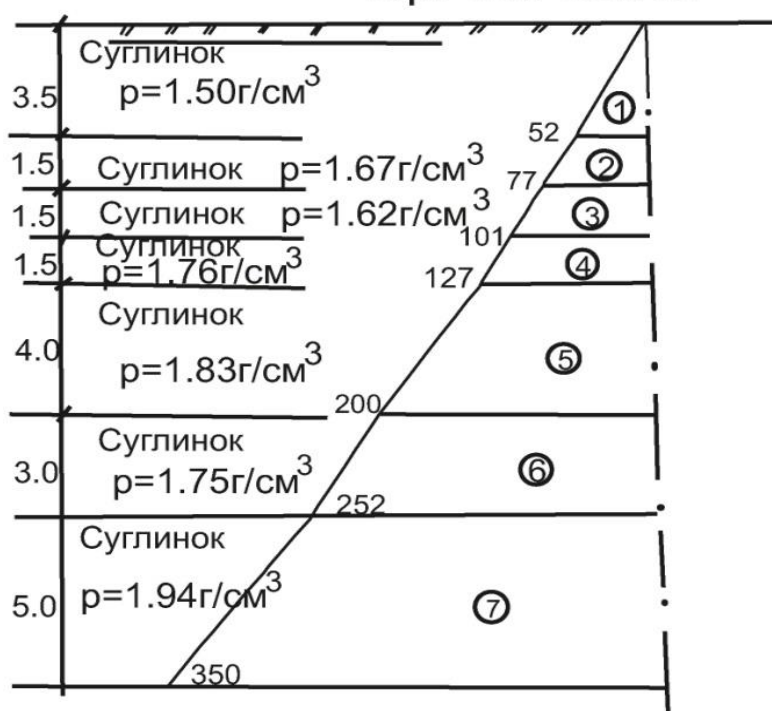 Суглинок
3.5 p=1.50г/см³ ①
52
1.5 Суглинок p=1.67г/см³ ②
77
1.5 Суглинок p=1.62г/см³ ③
101
Суглинок
1.5 p=1.76г/см³ 127 ④
Суглинок
4.0 p=1.83г/см³ ⑤
200
Суглинок
3.0 p=1.75г/см³ ⑥
252
Суглинок
5.0 p=1.94г/см³ ⑦
350